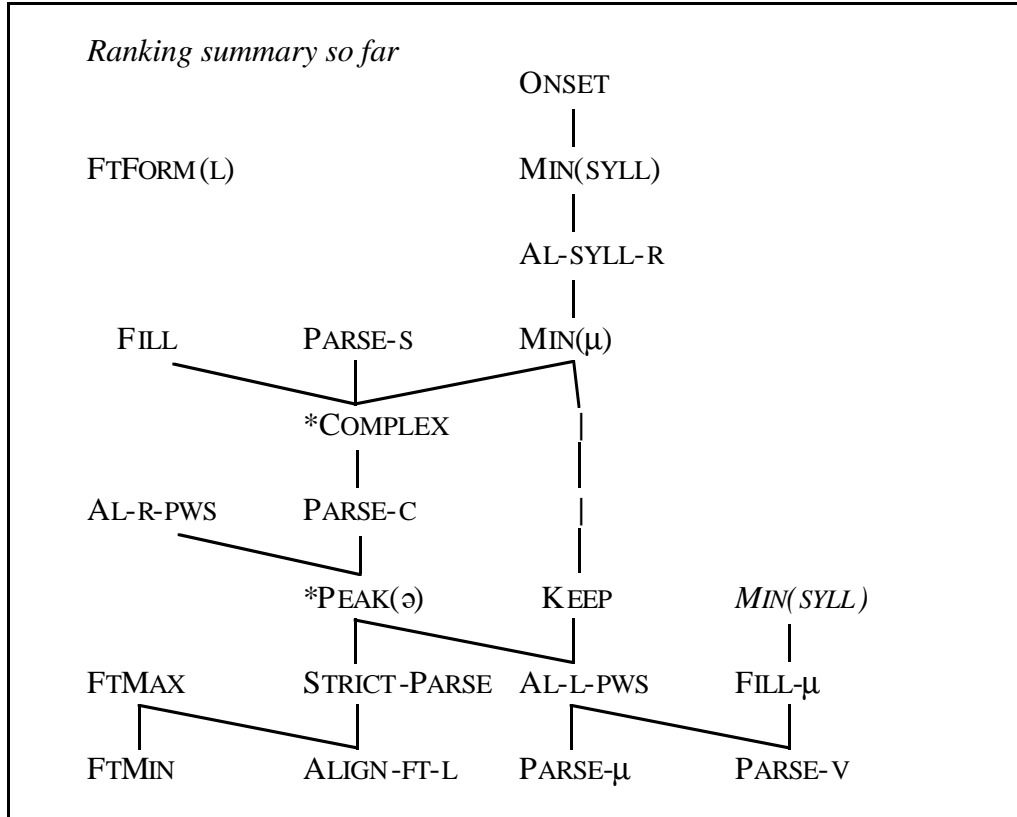 Ranking summary so far
ONSET
FTFORM(L) MIN(SYLL)
AL-SYLL-R
FILL PARSE-S MIN(μ)
*COMPLEX
AL-R-PWS PARSE-C
*PEAK(ə) KEEP MIN(SYLL)
FTMAX STRICT-PARSE AL-L-PWS FILL-μ
FTMIN ALIGN-FT-L PARSE-μ PARSE-V